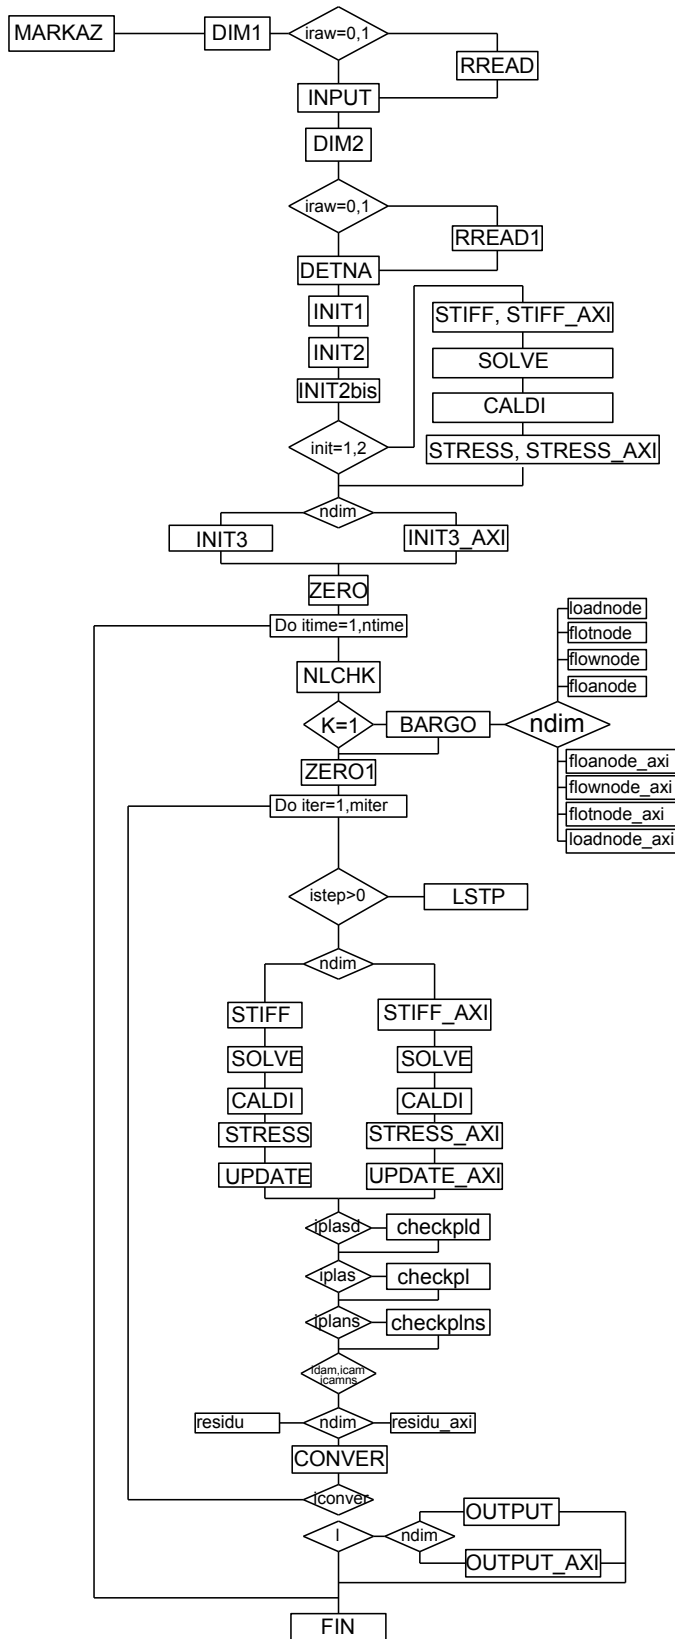 MARKAZ
DIM1
iraw=0,1
RREAD
INPUT
DIM2
iraw=0,1
RREAD1
DETNA
INIT1
STIFF, STIFF_AXI
INIT2
SOLVE
INIT2bis
CALDI
init=1,2
STRESS, STRESS_AXI
ndim
INIT3
INIT3_AXI
ZERO
Do itime=1,ntime
NLCHK
K=1
BARGO
ndim
loadnode
flotnode
flownode
floanode
floanode_axi
flownode_axi
flotnode_axi
loadnode_axi
ZERO1
Do iter=1,miter
istep>0
LSTP
ndim
STIFF
STIFF_AXI
SOLVE
SOLVE
CALDI
CALDI
STRESS
STRESS_AXI
UPDATE
UPDATE_AXI
iplasd
checkpld
iplas
checkpl
iplans
checkplns
idam,icam
icamns
residu
ndim
residu_axi
CONVER
iconver
I
ndim
OUTPUT
OUTPUT_AXI
FIN